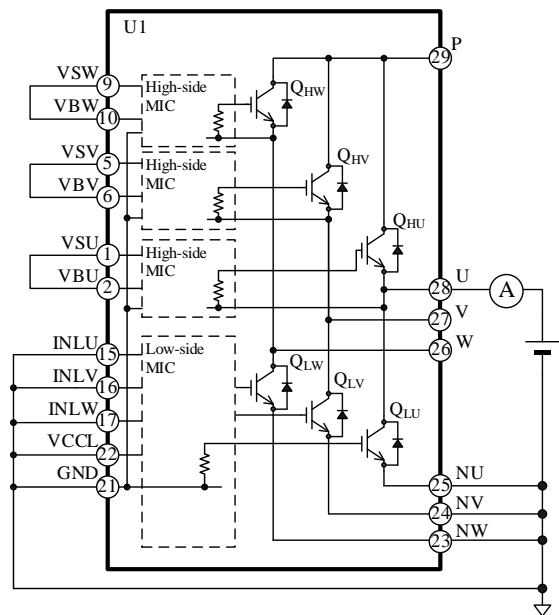 U1
P
29
VSW
9
High-side
MIC
QHW
VBW
10
VSV
5
High-side
MIC
QHV
VBV
6
QHU
VSU
1
High-side
MIC
VBU
2
U
28
A
V
27
W
26
INLU
15
Low-side
MIC
QLW
INLV
16
QLV
INLW
17
QLU
VCCL
22
GND
21
NU
25
NV
24
NW
23